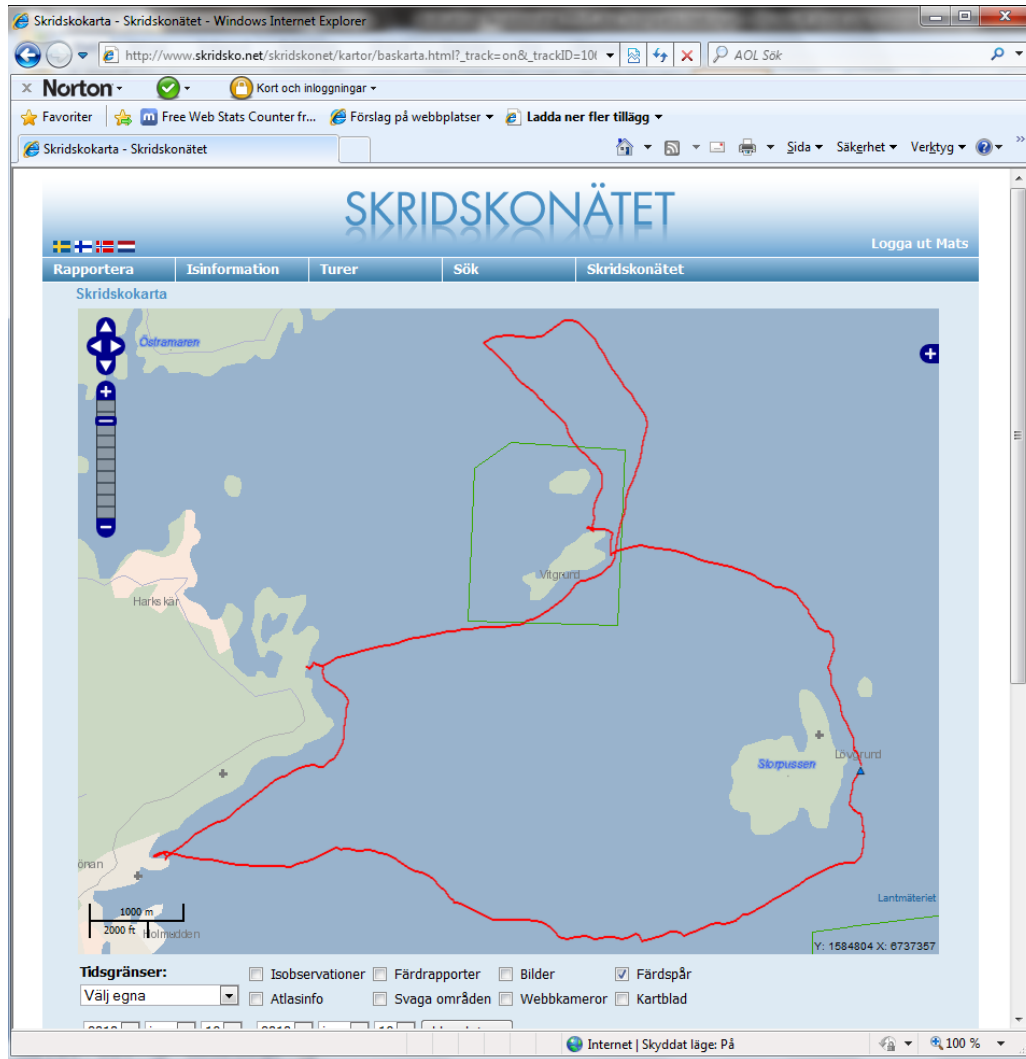 Skridskokarta - Skridskonätet - Windows Internet Explorer
http://www.skridsko.net/skridskonet/kartor/baskarta.html?_track=on&_trackID=10
AOL Sök
Norton
Kort och inloggningar
Favoriter
Free Web Stats Counter fr...
Förslag på webbplatser
Ladda ner fler tillägg
Skridskokarta - Skridskonätet
Sida
Säkerhet
Verktyg
SKRIDSKONÄTET
Logga ut Mats
Rapportera Isinformation Turer Sök Skridskonätet
Skridskokarta
Östramaren
Vitgrund
Harkskär
Lövgrund
Storpussen
önan
Lantmäteriet
1000 m
2000 ft
Holmudden
Y: 1584804 X: 6737357
Tidsgränser:
Isobservationer Färdrapporter Bilder Färdspår
Välj egna
Atlasinfo Svaga områden Webbkameror Kartblad
Internet | Skyddat läge: På
100 %